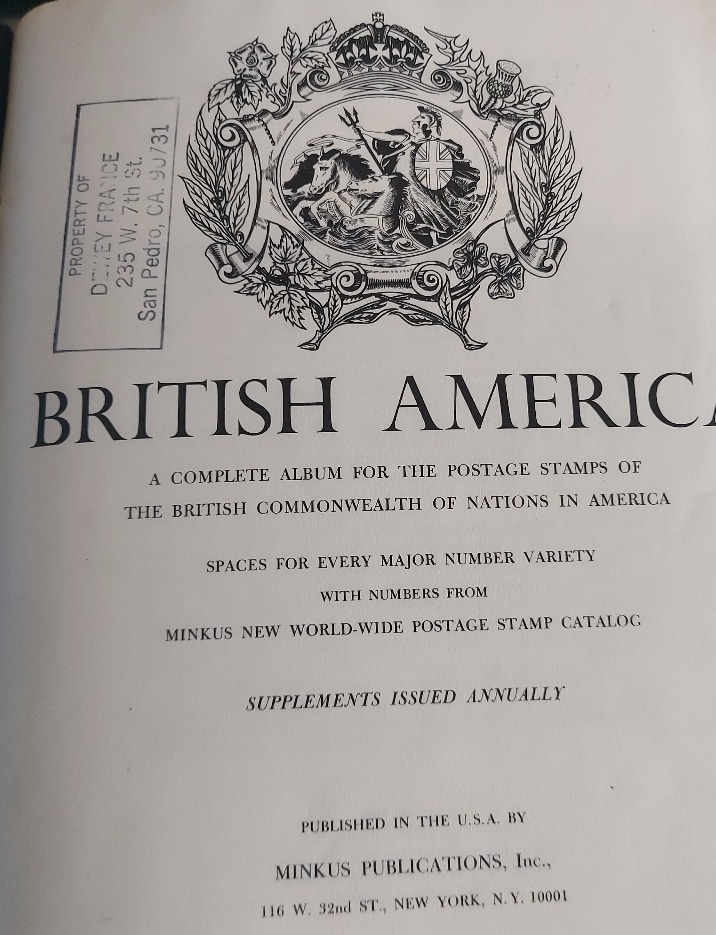 PROPERTY OF
DEWEY FRANCE
235 W. 7th St.
San Pedro, CA. 90731
BRITISH AMERICA
A COMPLETE ALBUM FOR THE POSTAGE STAMPS OF
THE BRITISH COMMONWEALTH OF NATIONS IN AMERICA
SPACES FOR EVERY MAJOR NUMBER VARIETY
WITH NUMBERS FROM
MINKUS NEW WORLD-WIDE POSTAGE STAMP CATALOG
SUPPLEMENTS ISSUED ANNUALLY
PUBLISHED IN THE U.S.A. BY
MINKUS PUBLICATIONS, Inc.,
116 W. 32nd ST., NEW YORK, N.Y. 10001